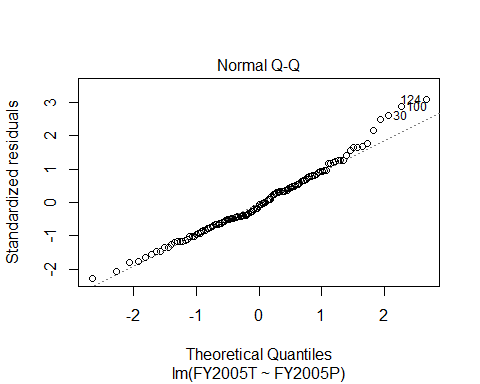 Normal Q-Q
Standardized residuals
3
2
1
0
-1
-2
124
100
30
-2 -1 0 1 2
Theoretical Quantiles
lm(FY2005T ~ FY2005P)